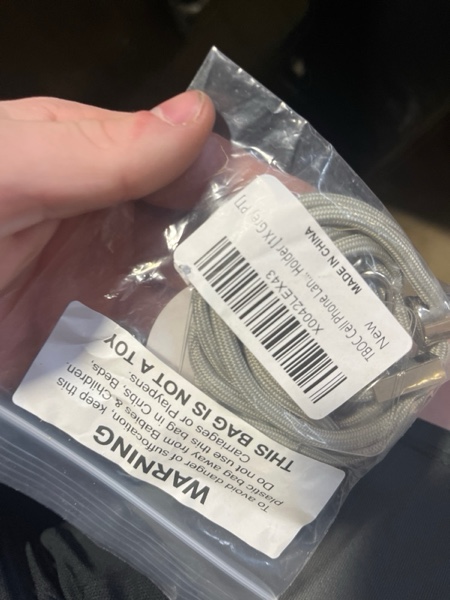 X0042LEX43
TBOC Cell Phone Lan... Holder [1X Grey PT]
New
MADE IN CHINA
WARNING
To avoid danger of suffocation, keep this
plastic bag away from Babies & Children.
Do not use this bag in Cribs, Beds,
Carriages or Playpens.
THIS BAG IS NOT A TOY